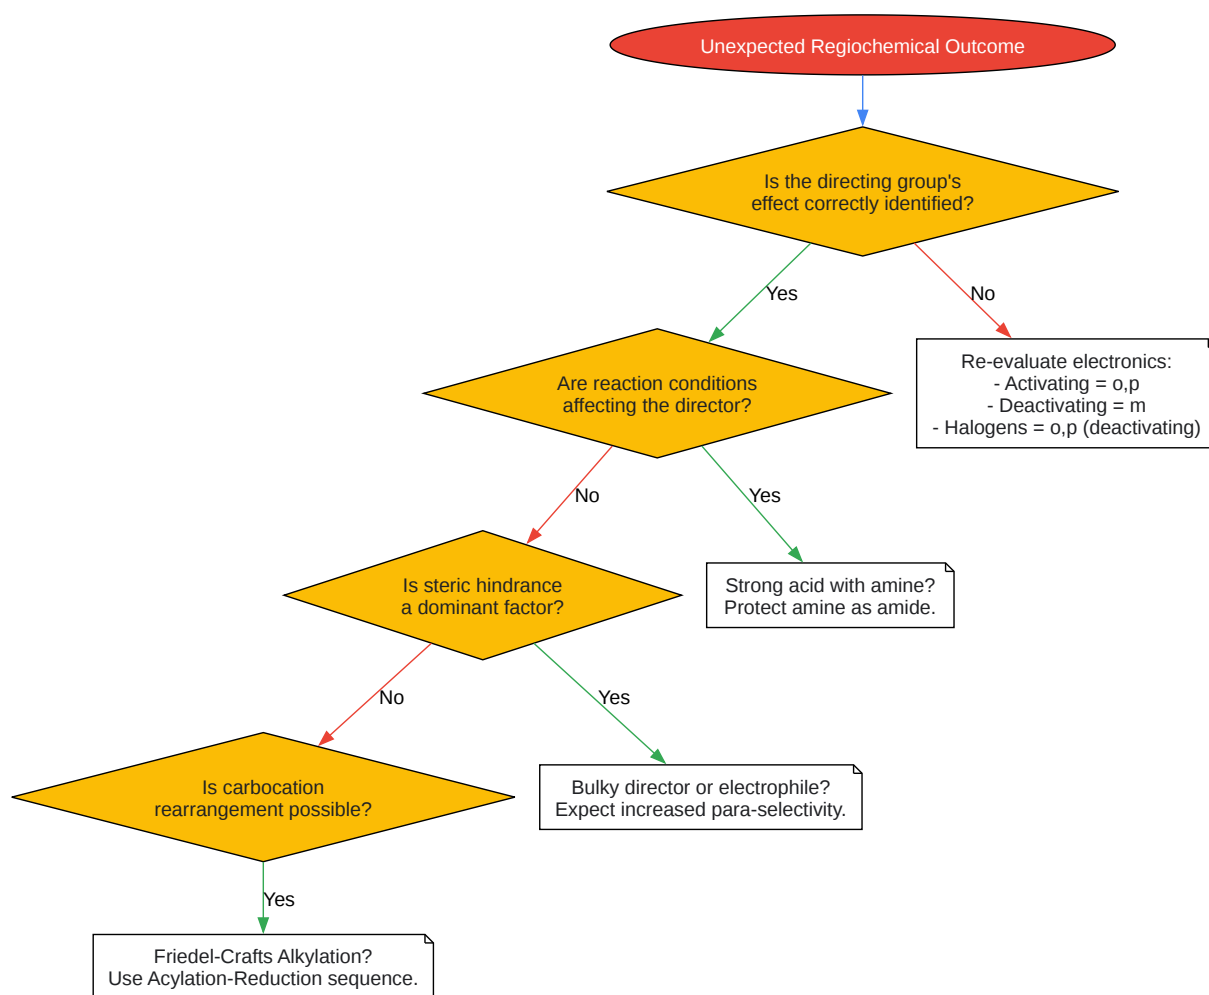 Unexpected Regiochemical Outcome
Is the directing group's
effect correctly identified?
Yes
No
Are reaction conditions
affecting the director?
Re-evaluate electronics:
- Activating = o,p
- Deactivating = m
- Halogens = o,p (deactivating)
No
Yes
Is steric hindrance
a dominant factor?
Strong acid with amine?
Protect amine as amide.
No
Yes
Is carbocation
rearrangement possible?
Bulky director or electrophile?
Expect increased para-selectivity.
Yes
Friedel-Crafts Alkylation?
Use Acylation-Reduction sequence.